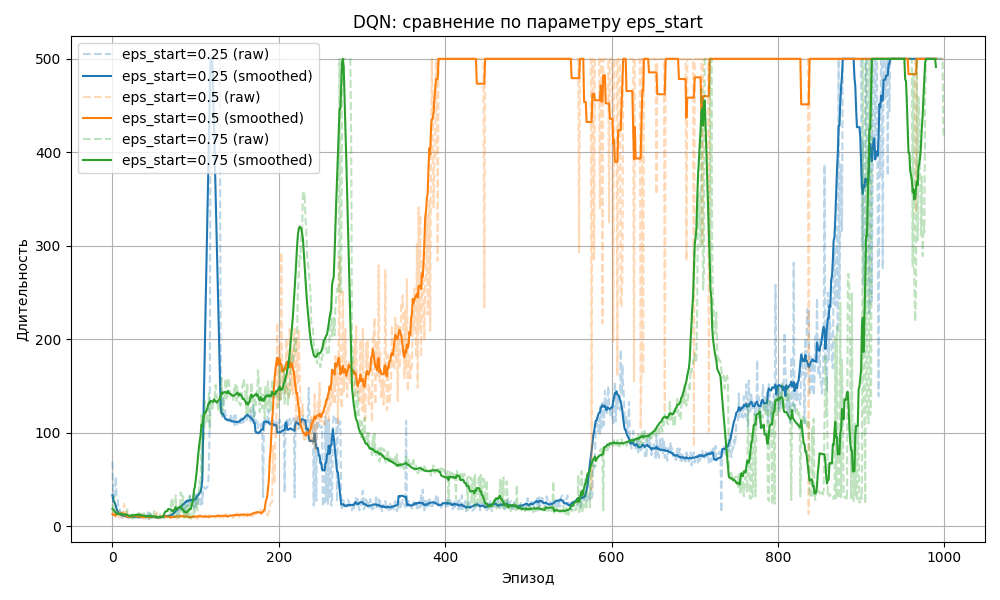 DQN: сравнение по параметру eps_start
eps_start=0.25 (raw)
eps_start=0.25 (smoothed)
eps_start=0.5 (raw)
eps_start=0.5 (smoothed)
eps_start=0.75 (raw)
eps_start=0.75 (smoothed)
Длительность
500
400
300
200
100
0
0 200 400 600 800 1000
Эпизод